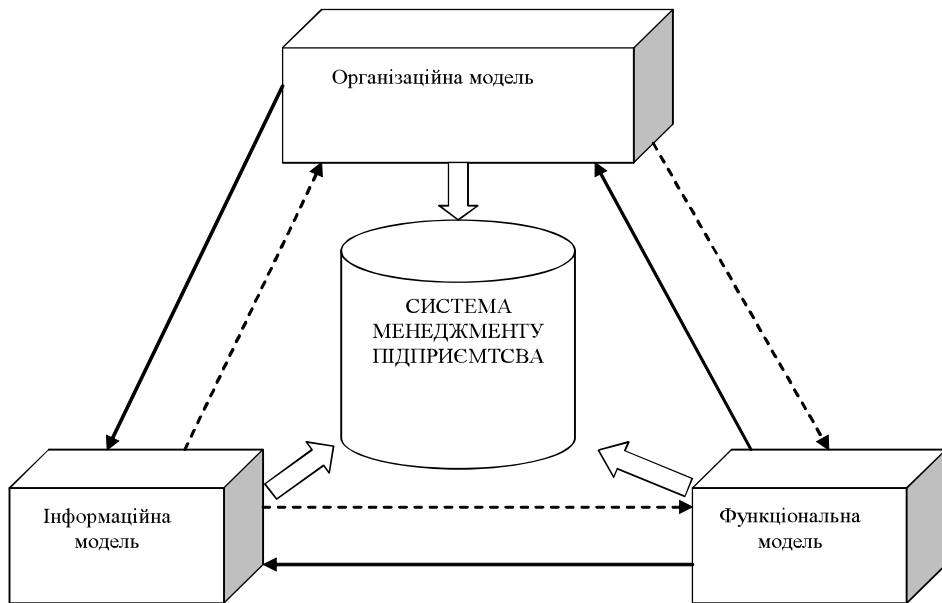 Організаційна модель
СИСТЕМА
МЕНЕДЖМЕНТУ
ПІДПРИЄМТСВА
Інформаційна
модель
Функціональна
модель